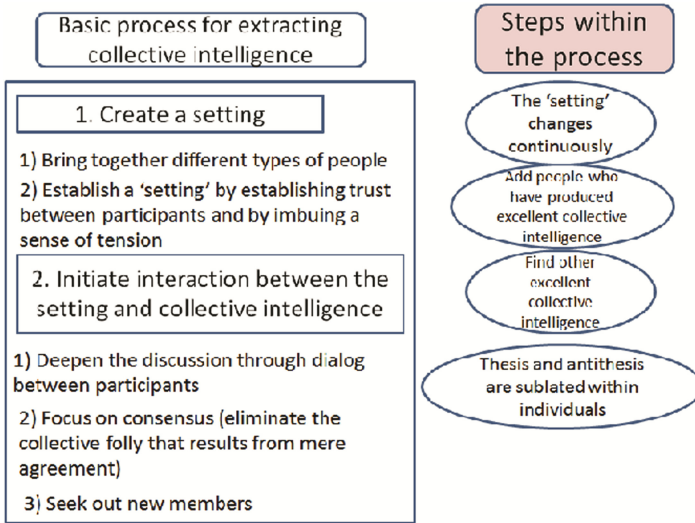 Basic process for extracting
collective intelligence
1. Create a setting
1) Bring together different types of people
2) Establish a ‘setting’ by establishing trust
between participants and by imbuing a
sense of tension
2. Initiate interaction between the
setting and collective intelligence
1) Deepen the discussion through dialog
between participants
2) Focus on consensus (eliminate the
collective folly that results from mere
agreement)
3) Seek out new members
Steps within
the process
The ‘setting’
changes
continuously
Add people who
have produced
excellent collective
intelligence
Find other
excellent
collective
intelligence
Thesis and antithesis
are sublated within
individuals